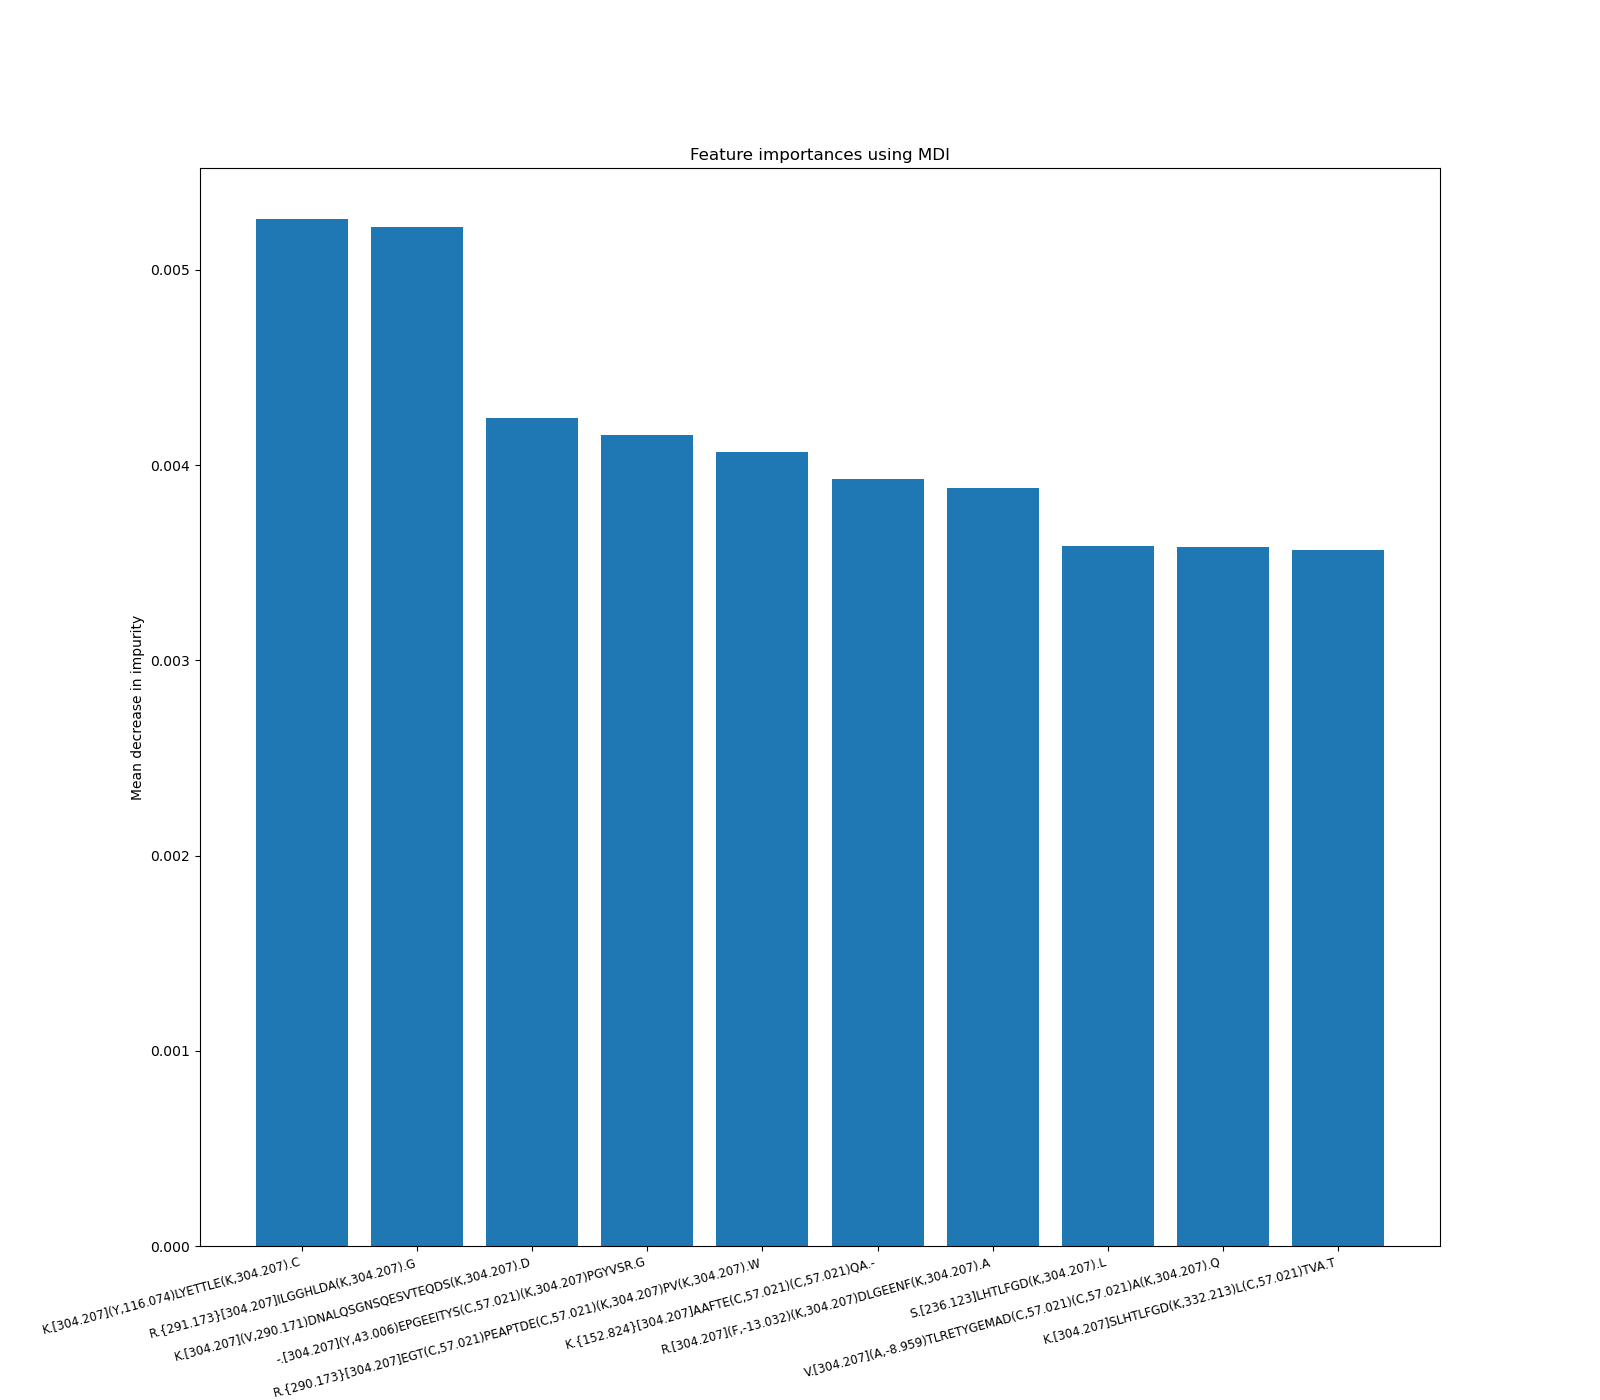 Feature importances using MDI
Mean decrease in impurity
0.005
0.004
0.003
0.002
0.001
0.000
K.[304.207](Y,116.074)LYETTLE(K,304.207).C
R.{291.173}[304.207]ILGGHLDA(K,304.207).G
K.[304.207](V,290.171)DNALQSGNSQESVTEQDS(K,304.207).D
-.[304.207](Y,43.006)EPGEEITYS(C,57.021)(K,304.207)PGYVSR.G
R.{290.173}[304.207]EGT(C,57.021)PEAPTDE(C,57.021)(K,304.207)PV(K,304.207).W
K.{152.824}[304.207]AAFTE(C,57.021)(C,57.021)QA.-
R.[304.207](F,-13.032)(K,304.207)DLGEENF(K,304.207).A
S.[236.123]LHTLFGD(K,304.207).L
V.[304.207](A,-8.959)TLRETYGEMAD(C,57.021)(C,57.021)A(K,304.207).Q
K.[304.207]SLHTLFGD(K,332.213)L(C,57.021)TVA.T